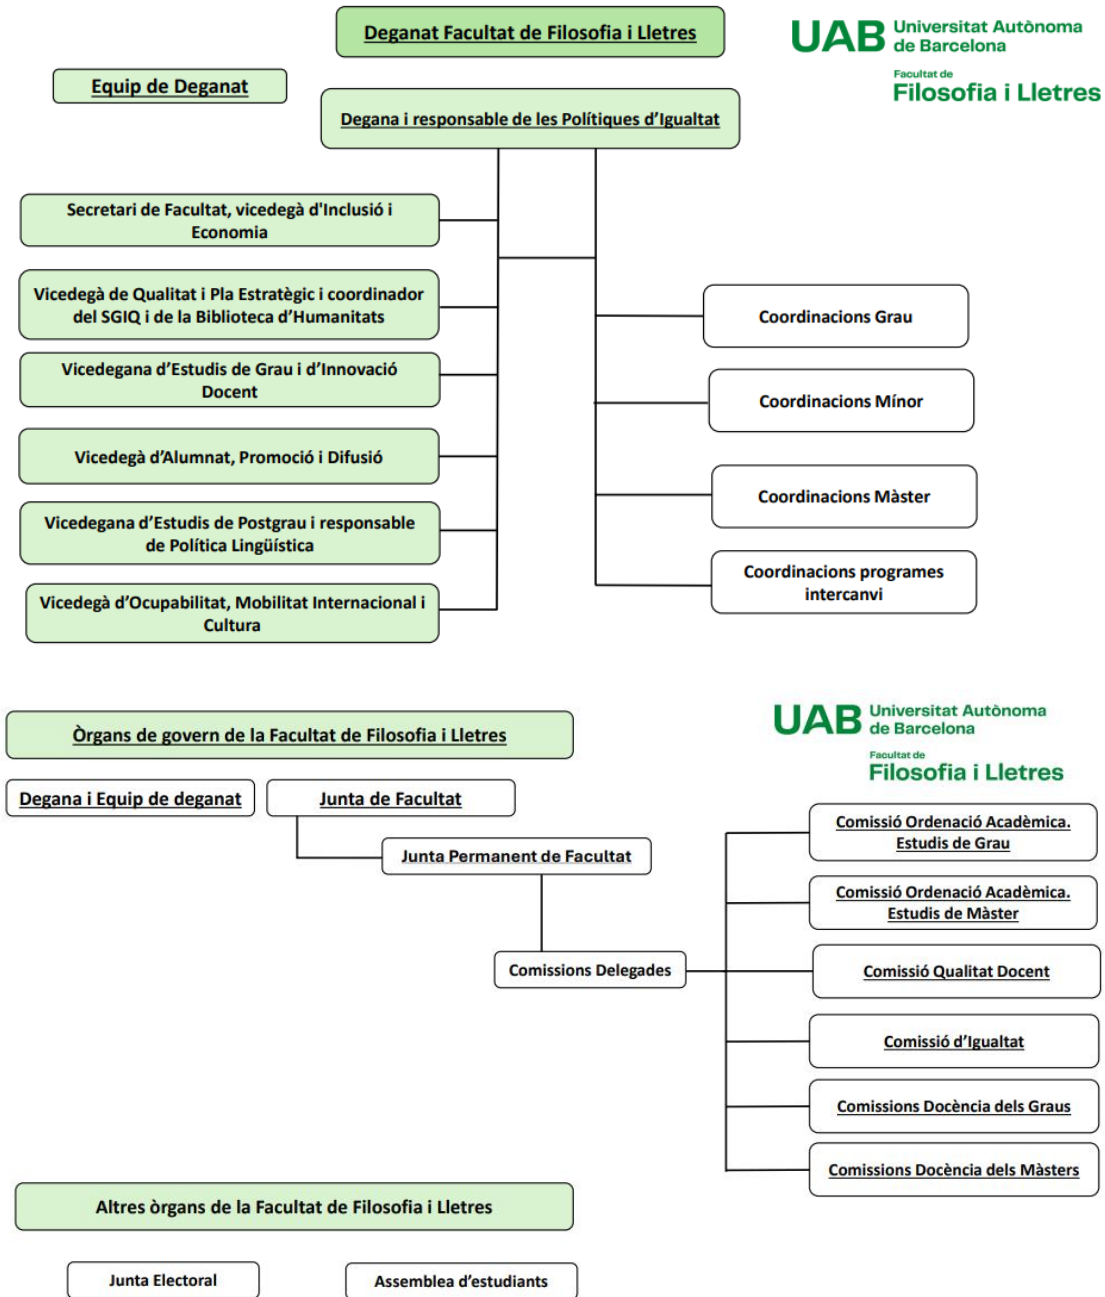 Deganat Facultat de Filosofia i Lletres
UAB Universitat Autònoma
de Barcelona
Facultat de
Filosofia i Lletres
Equip de Deganat
Degana i responsable de les Polítiques d’Igualtat
Secretari de Facultat, vicedegà d'Inclusió i
Economia
Vicedegà de Qualitat i Pla Estratègic i coordinador
del SGIQ i de la Biblioteca d’Humanitats
Vicedegana d’Estudis de Grau i d’Innovació
Docent
Vicedegà d’Alumnat, Promoció i Difusió
Vicedegana d’Estudis de Postgrau i responsable
de Política Lingüística
Vicedegà d’Ocupabilitat, Mobilitat Internacional i
Cultura
Coordinacions Grau
Coordinacions Mínor
Coordinacions Màster
Coordinacions programes
intercanvi
Òrgans de govern de la Facultat de Filosofia i Lletres
UAB Universitat Autònoma
de Barcelona
Facultat de
Filosofia i Lletres
Degana i Equip de deganat
Junta de Facultat
Junta Permanent de Facultat
Comissions Delegades
Comissió Ordenació Acadèmica.
Estudis de Grau
Comissió Ordenació Acadèmica.
Estudis de Màster
Comissió Qualitat Docent
Comissió d’Igualtat
Comissions Docència dels Graus
Comissions Docència dels Màsters
Altres òrgans de la Facultat de Filosofia i Lletres
Junta Electoral
Assemblea d’estudiants